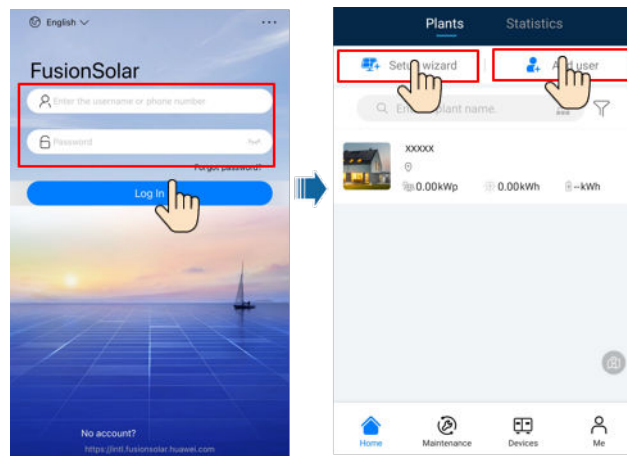 English
FusionSolar
Enter the username or phone number
Password
Forgot password?
Log In
No account?
https://intl.fusionsolar.huawei.com
Plants Statistics
Setup wizard
user
plant name.
xxxxx
0.00kWp 0.00kWh --kWh
Home Maintenance Devices Me